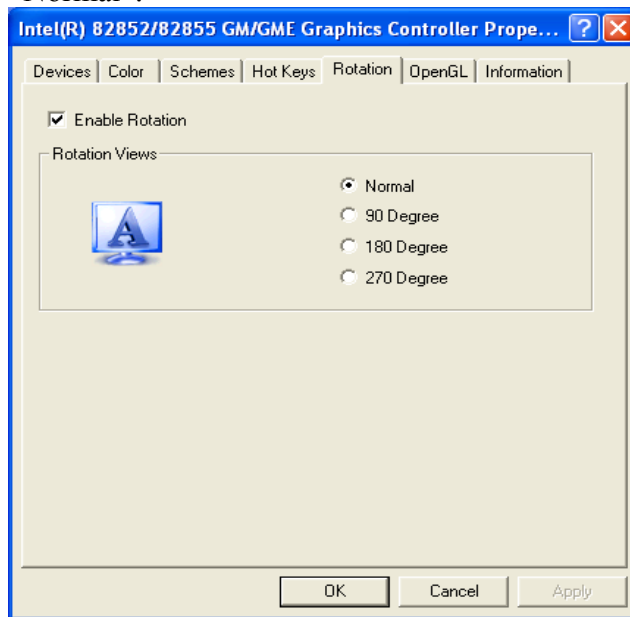 "Normal".
Intel(R) 82852/82855 GM/GME Graphics Controller Prope...
Devices Color Schemes Hot Keys Rotation OpenGL Information
Enable Rotation
Rotation Views
A
Normal
90 Degree
180 Degree
270 Degree
OK Cancel Apply